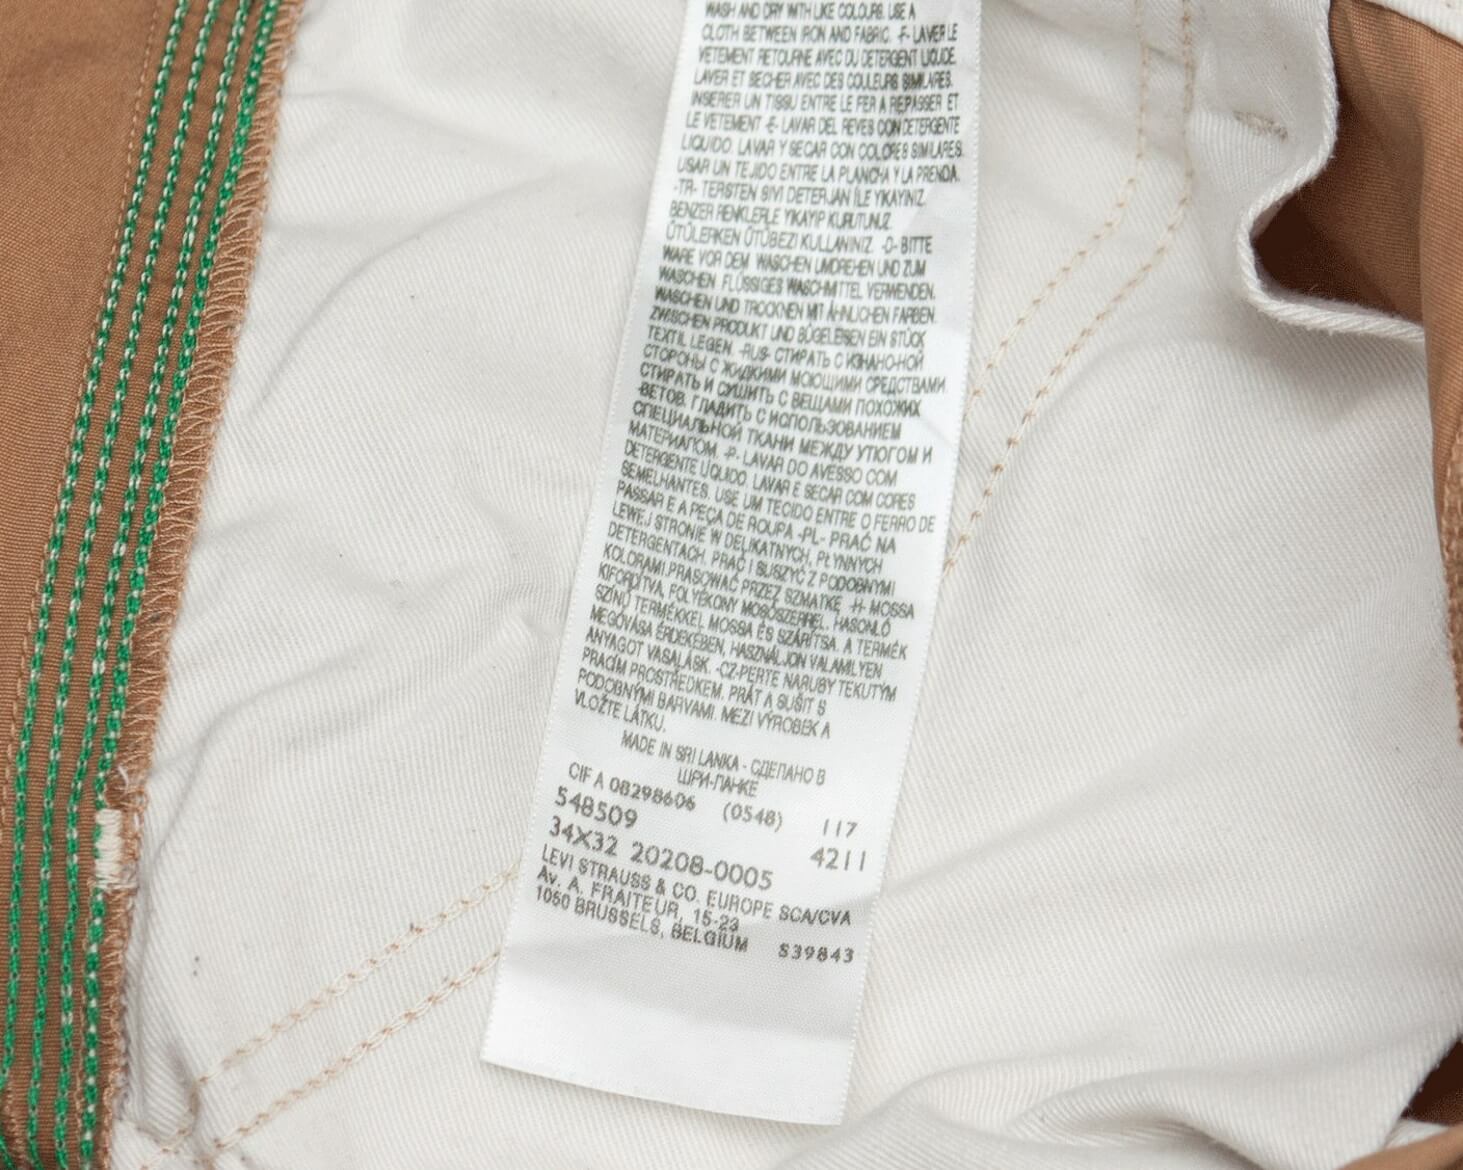 WASH AND DRY WITH LIKE COLOURS. USE A
CLOTH BETWEEN IRON AND FABRIC. -F- LAVER LE
VETEMENT RETOURNE AVEC DU DETERGENT LIQUIDE.
LAVER ET SECHER AVEC DES COULEURS SIMILAIRES.
INSERER UN TISSU ENTRE LE FER A REPASSER ET
LE VETEMENT -E- LAVAR DEL REVES CON DETERGENTE
LIQUIDO. LAVAR Y SECAR CON COLORES SIMILARES.
USAR UN TEJIDO ENTRE LA PLANCHA Y LA PRENDA.
-TR- TERSTEN SIVI DETERJAN İLE YIKAYINIZ.
BENZER RENKLERLE YIKAYIP KURUTUNUZ.
ÜTÜLERKEN ÜTÜBEZI KULLANINIZ. -D- BITTE
WARE VOR DEM WASCHEN UMDREHEN UND ZUM
WASCHEN FLÜSSIGES WASCHMITTEL VERWENDEN.
WASCHEN UND TROCKNEN MIT ÄHNLICHEN FARBEN.
ZWISCHEN PRODUKT UND BÜGELEISEN EIN STÜCK
TEXTIL LEGEN. -RUS- СТИРАТЬ С ИЗНАНО-НОЙ
СТОРОНЫ С ЖИДКИМИ МОЮЩИМИ СРЕДСТВАМИ.
СТИРАТЬ И СУШИТЬ С ВЕЩАМИ ПОХОЖИХ
-ВЕТОВ. ГЛАДИТЬ С ИСПОЛЬЗОВАНИЕМ
СПЕЦИАЛЬНОЙ ТКАНИ МЕЖДУ УТЮГОМ И
МАТЕРИАЛОМ. -P- LAVAR DO AVESSO COM
DETERGENTE LÍQUIDO. LAVAR E SECAR COM CORES
SEMELHANTES. USE UM TECIDO ENTRE O FERRO DE
PASSAR E A PEÇA DE ROUPA -PL- PRAĆ NA
LEWEJ STRONIE W DELIKATNYCH, PŁYNNYCH
DETERGENTACH. PRAĆ I SUSZYĆ Z PODOBNYMI
KOLORAMI.PRASOWAĆ PRZEZ SZMATKĘ -H- MOSSA
KIFORDÍTVA, FOLYÉKONY MOSÓSZERREL. HASONLÓ
SZÍNŰ TERMÉKKEL MOSSA ÉS SZÁRÍTSA. A TERMÉK
MEGÓVÁSA ÉRDEKÉBEN, HASZNÁLJON VALAMILYEN
ANYAGOT VASALÁSK. -CZ-PERTE NARUBY TEKUTÝM
PRACÍM PROSTŘEDKEM. PRÁT A SUŠIT S
PODOBNÝMI BARVAMI. MEZI VÝROBEK A
VLOŽTE LÁTKU.
MADE IN SRI LANKA - СДЕЛАНО В
ШРИ-ЛАНКЕ
CIF A 08298606 (0548) 117
548509 4211
34X32 20208-0005
LEVI STRAUSS & CO. EUROPE SCA/CVA
Av. A. FRAITEUR, 15-23
1050 BRUSSELS, BELGIUM S39843